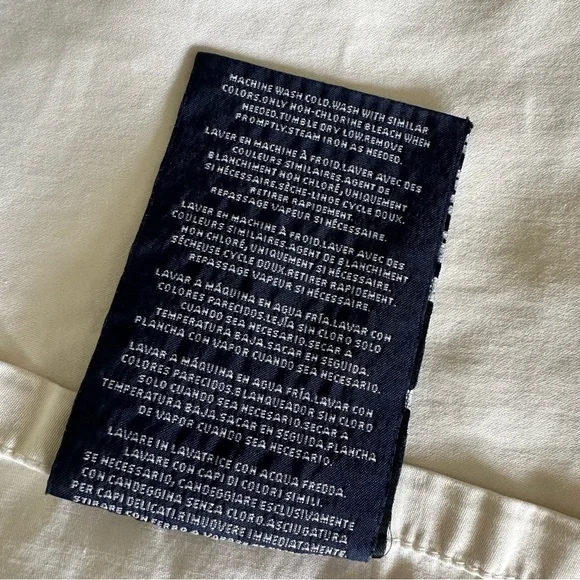 MACHINE WASH COLD.WASH WITH SIMILAR
COLORS.ONLY NON-CHLORINE BLEACH WHEN
NEEDED.TUMBLE DRY LOW.REMOVE
PROMPTLY.STEAM IRON AS NEEDED.
LAVER EN MACHINE À FROID.LAVER AVEC DES
COULEURS SIMILAIRES.AGENT DE
BLANCHIMENT NON CHLORÉ,UNIQUEMENT
SI NÉCESSAIRE.SÈCHE-LINGE CYCLE DOUX.
RETIRER RAPIDEMENT.
REPASSAGE VAPEUR SI NÉCESSAIRE.
LAVER EN MACHINE À FROID.LAVER AVEC DES
COULEURS SIMILAIRES.AGENT DE BLANCHIMENT
NON CHLORÉ,UNIQUEMENT SI NÉCESSAIRE.
SÉCHEUSE CYCLE DOUX.RETIRER RAPIDEMENT.
REPASSAGE VAPEUR SI NÉCESSAIRE.
LAVAR A MÁQUINA EN AGUA FRÍA.LAVAR CON
COLORES PARECIDOS.LEJÍA SIN CLORO SOLO
CUANDO SEA NECESARIO.SECAR A
TEMPERATURA BAJA.SACAR EN SEGUIDA.
PLANCHA CON VAPOR CUANDO SEA NECESARIO.
LAVAR A MÁQUINA EN AGUA FRÍA.LAVAR CON
COLORES PARECIDOS.BLANQUEADOR SIN CLORO
SOLO CUANDO SEA NECESARIO.SECAR A
TEMPERATURA BAJA.SACAR EN SEGUIDA.PLANCHA
DE VAPOR CUANDO SEA NECESARIO.
LAVARE IN LAVATRICE CON ACQUA FREDDA.
LAVARE CON CAPI DI COLORI SIMILI.
SE NECESSARIO, CANDEGGIARE ESCLUSIVAMENTE
CON CANDEGGINA SENZA CLORO.ASCIUGATURA
PER CAPI DELICATI.RIMUOVERE IMMEDIATAMENTE.
STIRARE CON FERRO A